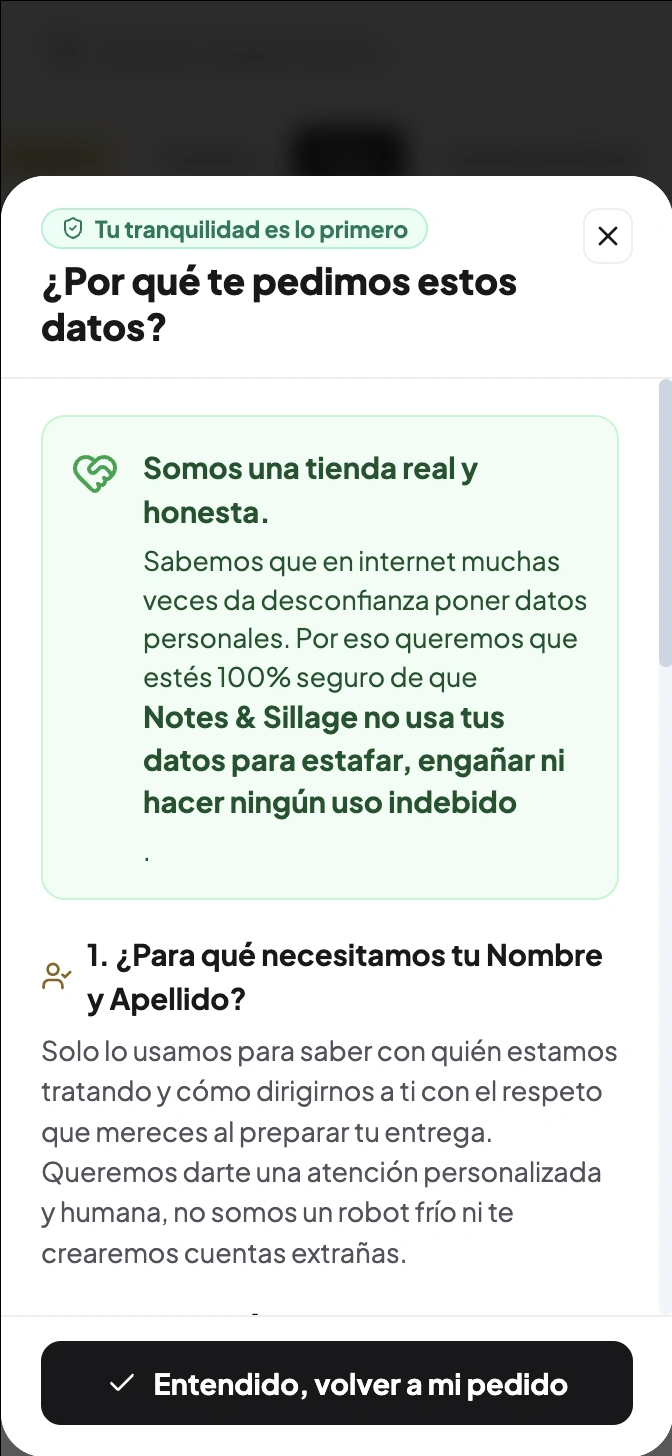 Tu tranquilidad es lo primero
¿Por qué te pedimos estos
datos?
Somos una tienda real y
honesta.
Sabemos que en internet muchas
veces da desconfianza poner datos
personales. Por eso queremos que
estés 100% seguro de que
Notes & Sillage no usa tus
datos para estafar, engañar ni
hacer ningún uso indebido
.
1. ¿Para qué necesitamos tu Nombre
y Apellido?
Solo lo usamos para saber con quién estamos
tratando y cómo dirigirnos a ti con el respeto
que mereces al preparar tu entrega.
Queremos darte una atención personalizada
y humana, no somos un robot frío ni te
crearemos cuentas extrañas.
Entendido, volver a mi pedido